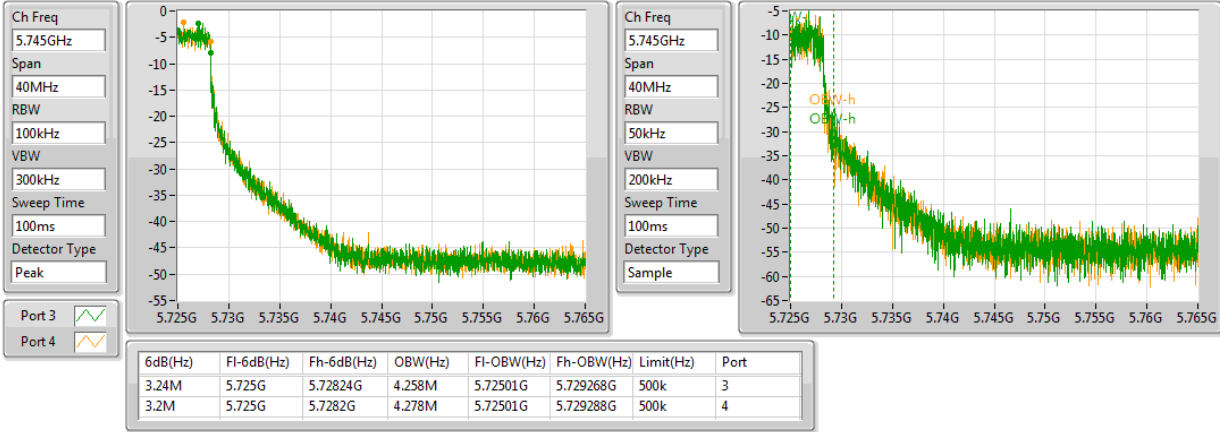 Ch Freq
5.745GHz
Span
40MHz
RBW
100kHz
VBW
300kHz
Sweep Time
100ms
Detector Type
Peak
Port 3
Port 4
0
-5
-10
-15
-20
-25
-30
-35
-40
-45
-50
-55
5.725G 5.73G 5.735G 5.74G 5.745G 5.75G 5.755G 5.76G 5.765G
Ch Freq
5.745GHz
Span
40MHz
RBW
50kHz
VBW
200kHz
Sweep Time
100ms
Detector Type
Sample
-5
-10
-15
-20
-25
-30
-35
-40
-45
-50
-55
-60
-65
OBW-h
OBW-h
5.725G 5.73G 5.735G 5.74G 5.745G 5.75G 5.755G 5.76G 5.765G
6dB(Hz) Fl-6dB(Hz) Fh-6dB(Hz) OBW(Hz) Fl-OBW(Hz) Fh-OBW(Hz) Limit(Hz) Port
3.24M 5.725G 5.72824G 4.258M 5.72501G 5.729268G 500k 3
3.2M 5.725G 5.7282G 4.278M 5.72501G 5.729288G 500k 4